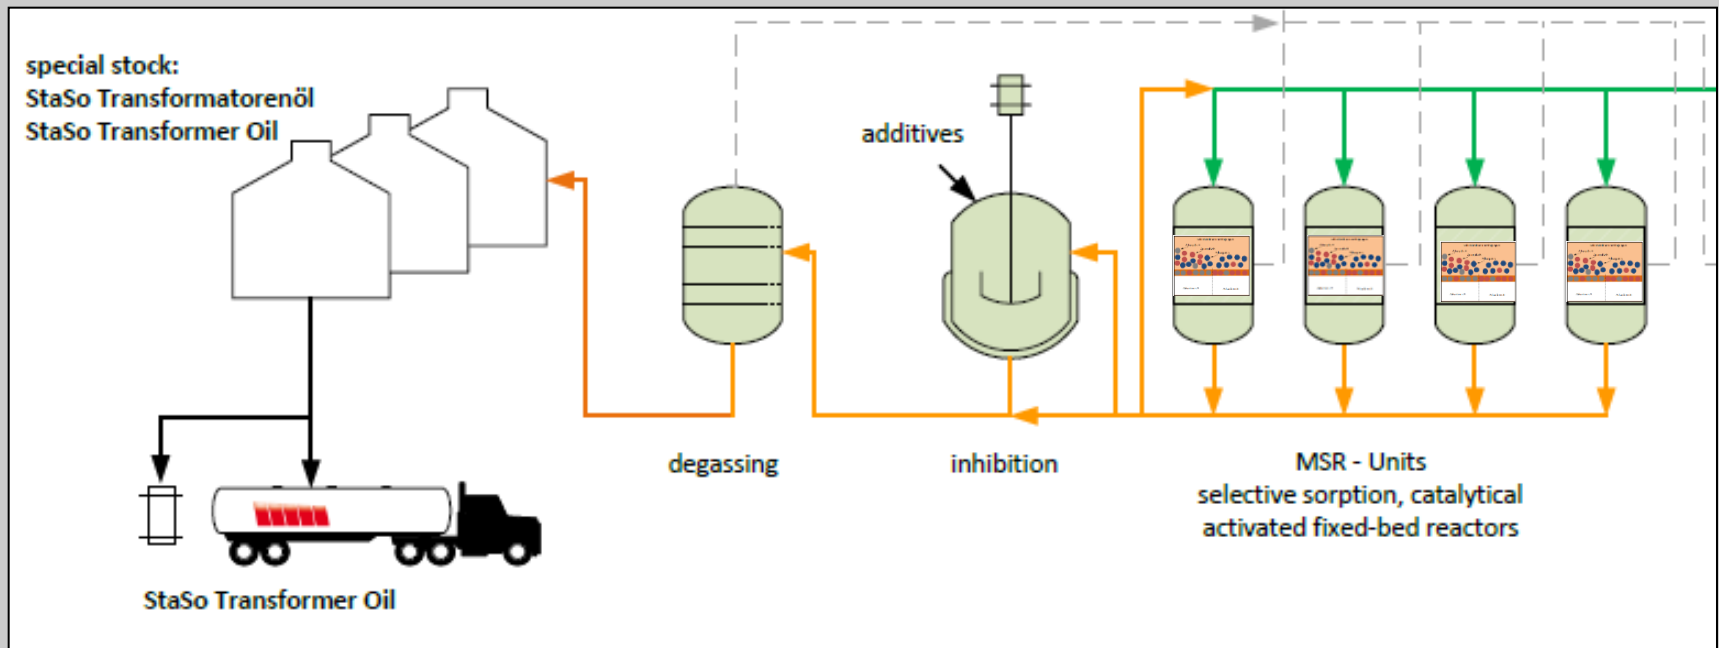 special stock:
StaSo Transformatorenöl
StaSo Transformer Oil
additives
degassing
inhibition
MSR - Units
selective sorption, catalytical
activated fixed-bed reactors
StaSo Transformer Oil